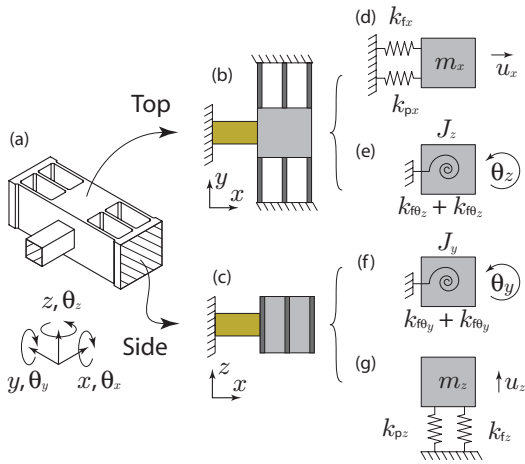 (a)
Top
Side
z, θz
y, θy
x, θx
(b)
y
x
(c)
z
x
(d)
kfx
mx
ux
kpx
(e)
Jz
θz
kfθz + kfθz
(f)
Jy
θy
kfθy + kfθy
(g)
mz
uz
kpz
kfz